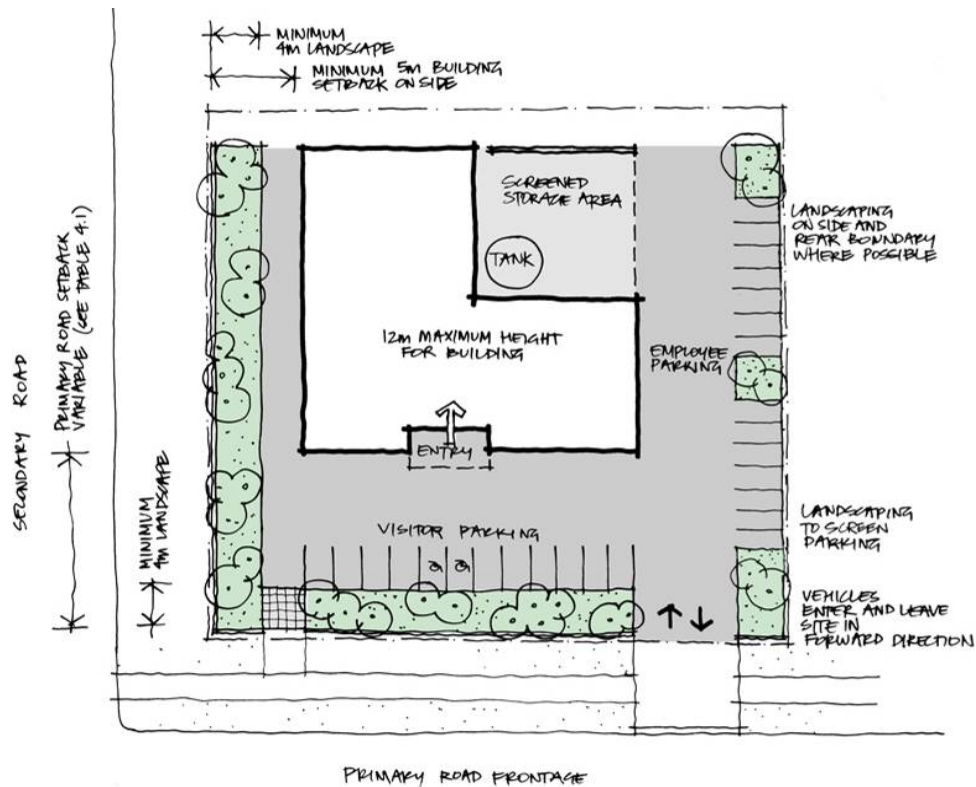 MINIMUM
4M LANDSCAPE
MINIMUM 5M BUILDING
SETBACK ON SIDE
SCREENED
STORAGE AREA
TANK
LANDSCAPING
ON SIDE AND
REAR BOUNDARY
WHERE POSSIBLE
SECONDARY ROAD
PRIMARY ROAD SETBACK
VARIABLE (SEE TABLE 4.1)
12M MAXIMUM HEIGHT
FOR BUILDING
EMPLOYEE
PARKING
ENTRY
MINIMUM
4M LANDSCAPE
VISITOR PARKING
LANDSCAPING
TO SCREEN
PARKING
VEHICLES
ENTER AND LEAVE
SITE IN
FORWARD DIRECTION
PRIMARY ROAD FRONTAGE